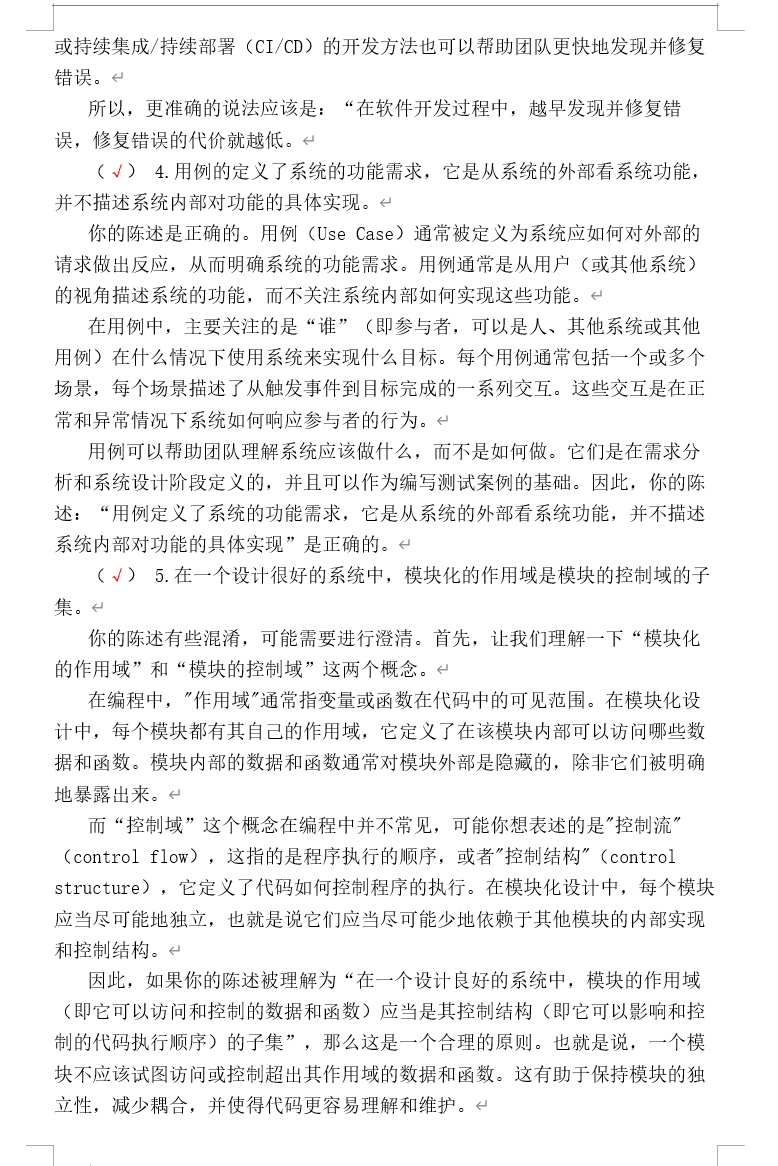 或持续集成/持续部署（CI/CD）的开发方法也可以帮助团队更快地发现并修复
错误。↵
所以，更准确的说法应该是：“在软件开发过程中，越早发现并修复错
误，修复错误的代价就越低。↵
（√） 4.用例的定义了系统的功能需求，它是从系统的外部看系统功能，
并不描述系统内部对功能的具体实现。↵
你的陈述是正确的。用例（Use Case）通常被定义为系统应如何对外部的
请求做出反应，从而明确系统的功能需求。用例通常是从用户（或其他系统）
的视角描述系统的功能，而不关注系统内部如何实现这些功能。↵
在用例中，主要关注的是“谁”（即参与者，可以是人、其他系统或其他
用例）在什么情况下使用系统来实现什么目标。每个用例通常包括一个或多个
场景，每个场景描述了从触发事件到目标完成的一系列交互。这些交互是在正
常和异常情况下系统如何响应参与者的行为。↵
用例可以帮助团队理解系统应该做什么，而不是如何做。它们是在需求分
析和系统设计阶段定义的，并且可以作为编写测试案例的基础。因此，你的陈
述：“用例定义了系统的功能需求，它是从系统的外部看系统功能，并不描述
系统内部对功能的具体实现”是正确的。↵
（√） 5.在一个设计很好的系统中，模块化的作用域是模块的控制域的子
集。↵
你的陈述有些混淆，可能需要进行澄清。首先，让我们理解一下“模块化
的作用域”和“模块的控制域”这两个概念。↵
在编程中，"作用域"通常指变量或函数在代码中的可见范围。在模块化设
计中，每个模块都有其自己的作用域，它定义了在该模块内部可以访问哪些数
据和函数。模块内部的数据和函数通常对模块外部是隐藏的，除非它们被明确
地暴露出来。↵
而“控制域”这个概念在编程中并不常见，可能你想表述的是"控制流"
（control flow），这指的是程序执行的顺序，或者"控制结构"（control
structure），它定义了代码如何控制程序的执行。在模块化设计中，每个模块
应当尽可能地独立，也就是说它们应当尽可能少地依赖于其他模块的内部实现
和控制结构。↵
因此，如果你的陈述被理解为“在一个设计良好的系统中，模块的作用域
（即它可以访问和控制的数据和函数）应当是其控制结构（即它可以影响和控
制的代码执行顺序）的子集”，那么这是一个合理的原则。也就是说，一个模
块不应该试图访问或控制超出其作用域的数据和函数。这有助于保持模块的独
立性，减少耦合，并使得代码更容易理解和维护。↵